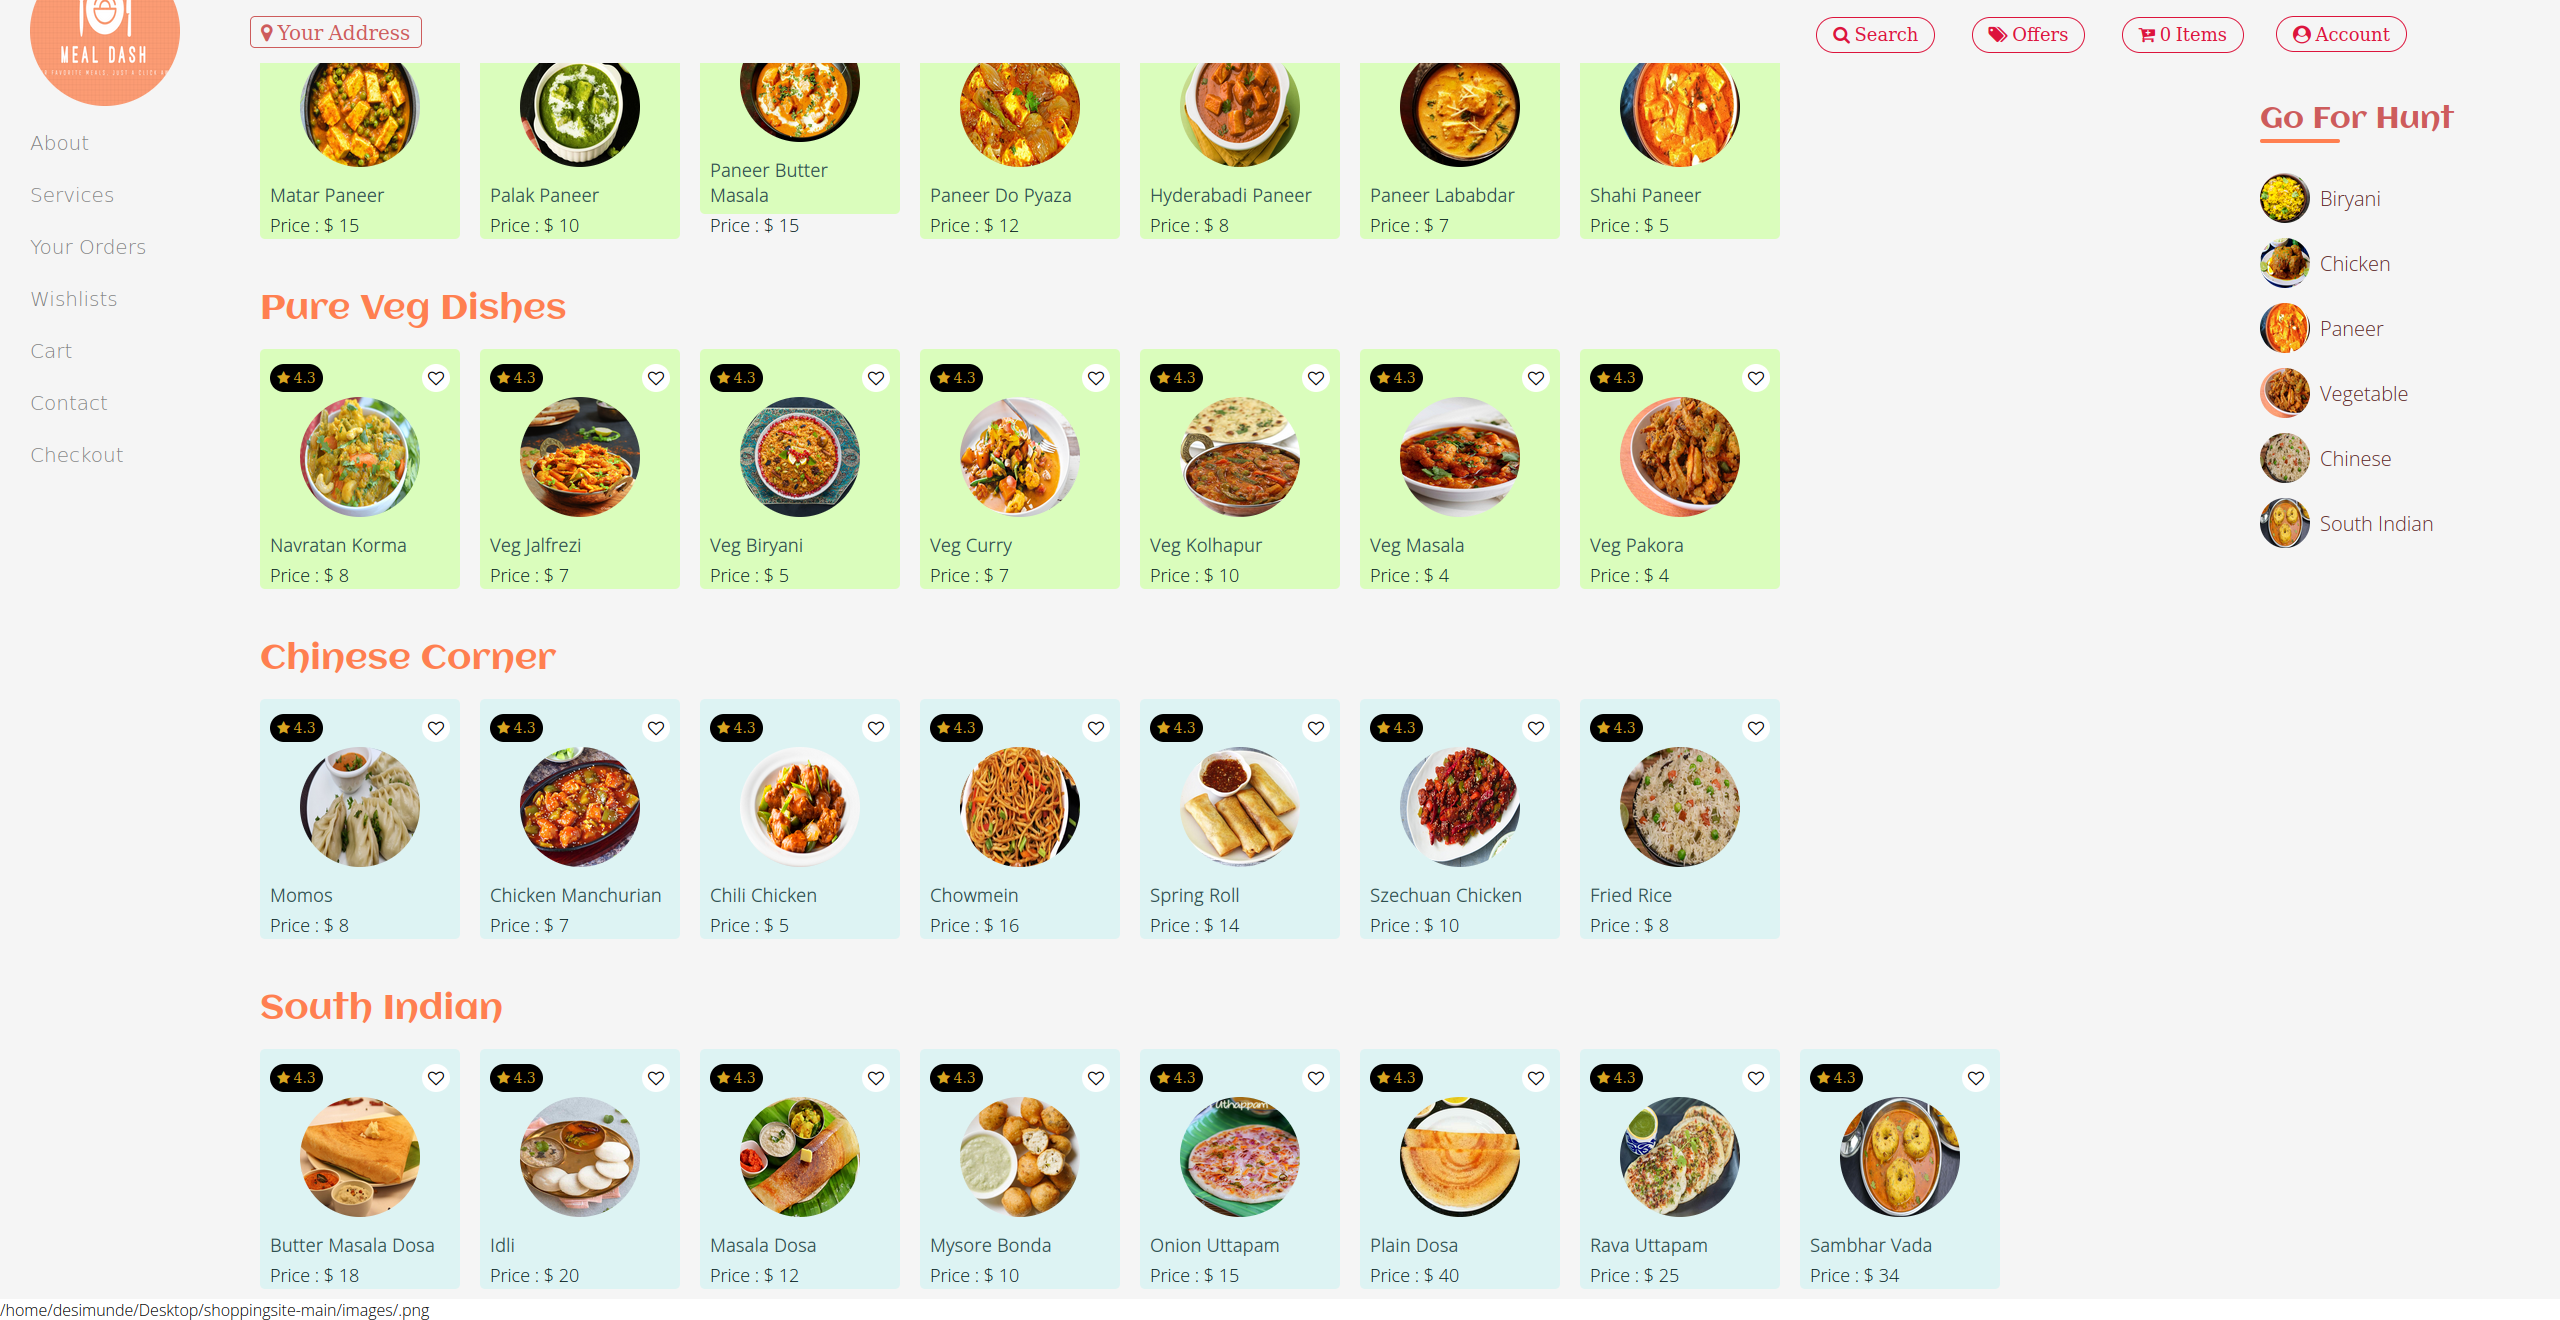 MEAL DASH
FAVORITE MEALS, JUST A CLICK
Your Address
Search
Offers
0 Items
Account
About
Services
Your Orders
Wishlists
Cart
Contact
Checkout
Matar Paneer
Price : $ 15
Palak Paneer
Price : $ 10
Paneer Butter
Masala
Price : $ 15
Paneer Do Pyaza
Price : $ 12
Hyderabadi Paneer
Price : $ 8
Paneer Lababdar
Price : $ 7
Shahi Paneer
Price : $ 5
Pure Veg Dishes
4.3
Navratan Korma
Price : $ 8
4.3
Veg Jalfrezi
Price : $ 7
4.3
Veg Biryani
Price : $ 5
4.3
Veg Curry
Price : $ 7
4.3
Veg Kolhapur
Price : $ 10
4.3
Veg Masala
Price : $ 4
4.3
Veg Pakora
Price : $ 4
Chinese Corner
4.3
Momos
Price : $ 8
4.3
Chicken Manchurian
Price : $ 7
4.3
Chili Chicken
Price : $ 5
4.3
Chowmein
Price : $ 16
4.3
Spring Roll
Price : $ 14
4.3
Szechuan Chicken
Price : $ 10
4.3
Fried Rice
Price : $ 8
South Indian
4.3
Butter Masala Dosa
Price : $ 18
4.3
Idli
Price : $ 20
4.3
Masala Dosa
Price : $ 12
4.3
Mysore Bonda
Price : $ 10
4.3
Uthappam
Onion Uttapam
Price : $ 15
4.3
Plain Dosa
Price : $ 40
4.3
Rava Uttapam
Price : $ 25
4.3
Sambhar Vada
Price : $ 34
Go For Hunt
Biryani
Chicken
Paneer
Vegetable
Chinese
South Indian
/home/desimunde/Desktop/shoppingsite-main/images/.png